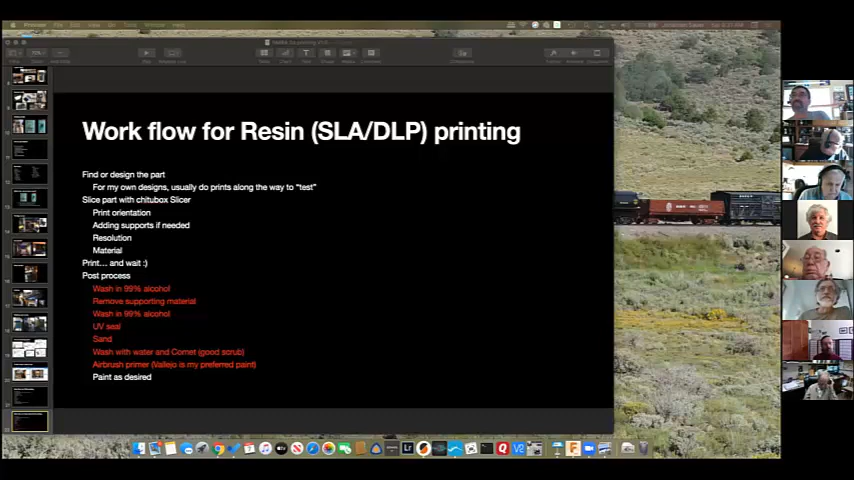 Work flow for Resin (SLA/DLP) printing
Find or design the part
For my own designs, usually do prints along the way to “test”
Slice part with chitubox Slicer
Print orientation
Adding supports if needed
Resolution
Material
Print... and wait :)
Post process
Wash in 99% alcohol
Remove supporting material
Wash in 99% alcohol
UV seal
Sand
Wash with water and Comet (good scrub)
Airbrush primer (Vallejo is my preferred paint)
Paint as desired